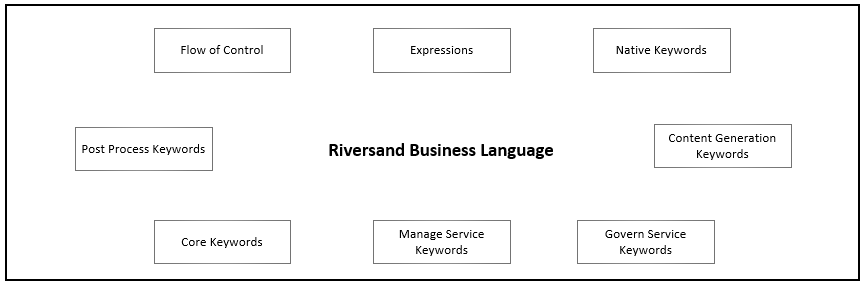 Flow of Control
Expressions
Native Keywords
Post Process Keywords
Riversand Business Language
Content Generation
Keywords
Core Keywords
Manage Service
Keywords
Govern Service
Keywords